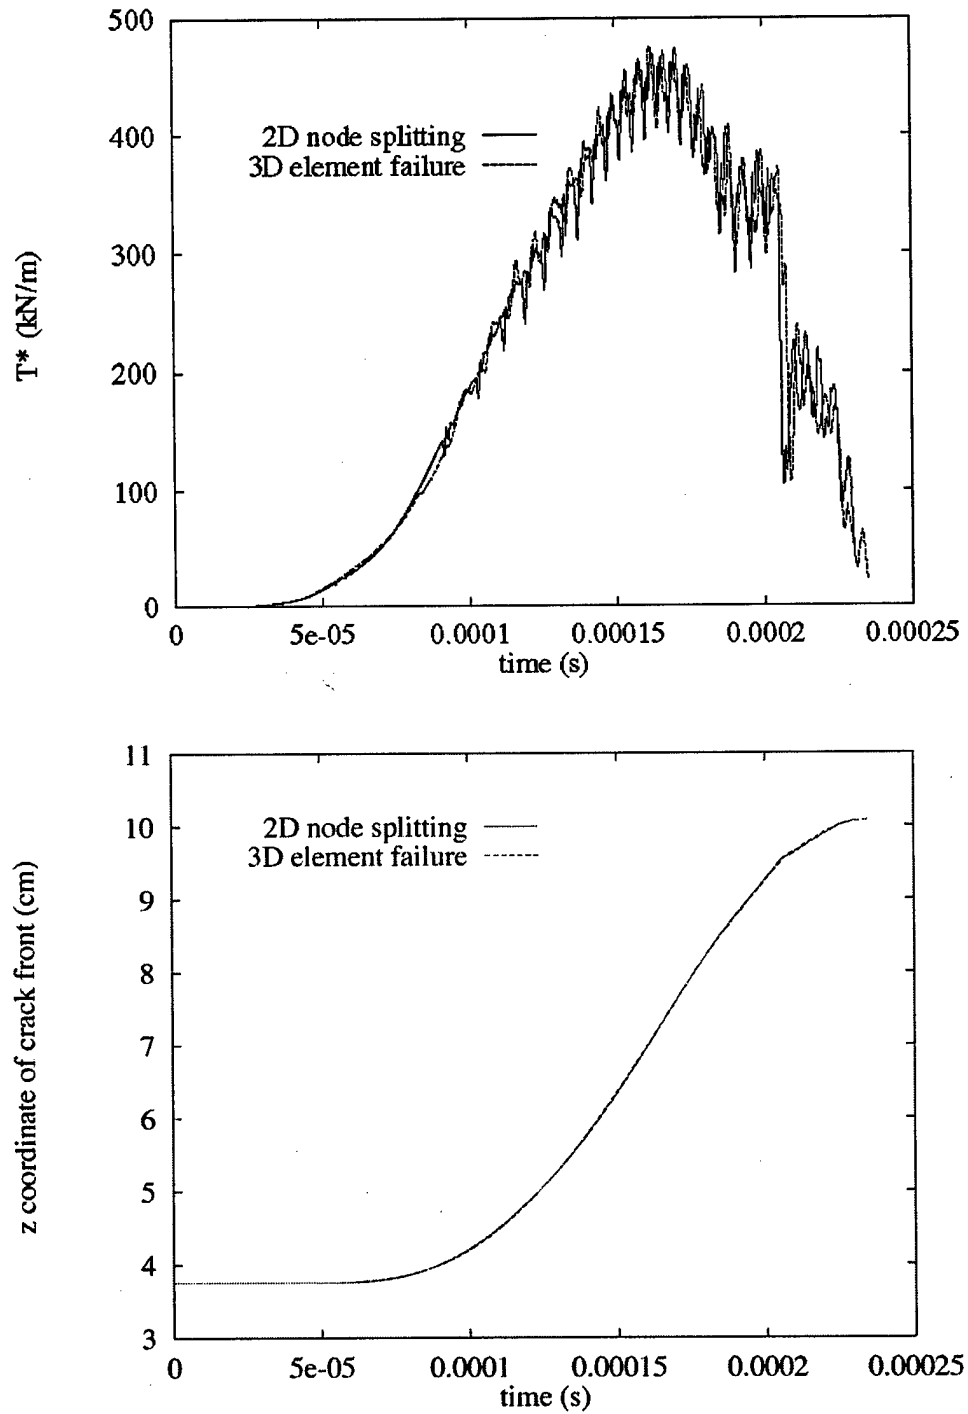 500
400
300
200
100
0
T* (kN/m)
2D node splitting
3D element failure
0 5e-05 0.0001 0.00015 0.0002 0.00025
time (s)
11
10
9
8
7
6
5
4
3
z coordinate of crack front (cm)
2D node splitting
3D element failure
0 5e-05 0.0001 0.00015 0.0002 0.00025
time (s)